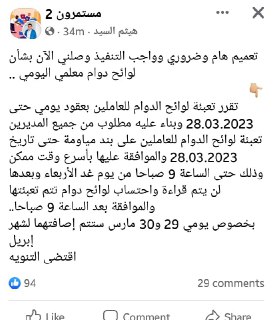 مستمرون 2
هيثم السيد · 34m
تعميم هام وضروري وواجب التنفيذ وصلني الآن بشأن
لوائح دوام معلمي اليومي ..
تقرر تعبئة لوائح الدوام للعاملين بعقود يومي حتى
28.03.2023 وبناء عليه مطلوب من جميع المديرين
تعبئة لوائح الدوام للعاملين على بند مياومة حتى تاريخ
28.03.2023 والموافقة عليها بأسرع وقت ممكن
وذلك حتى الساعة 9 صباحا من يوم غد الأربعاء وبعدها
لن يتم قراءة واحتساب لوائح دوام تتم تعبئتها
والموافقة بعد الساعة 9 صباحا..
بخصوص يومي 29 و30 مارس ستتم إضافتهما لشهر
إبريل
اقتضى التنويه
94
29 comments
Like Comment Share